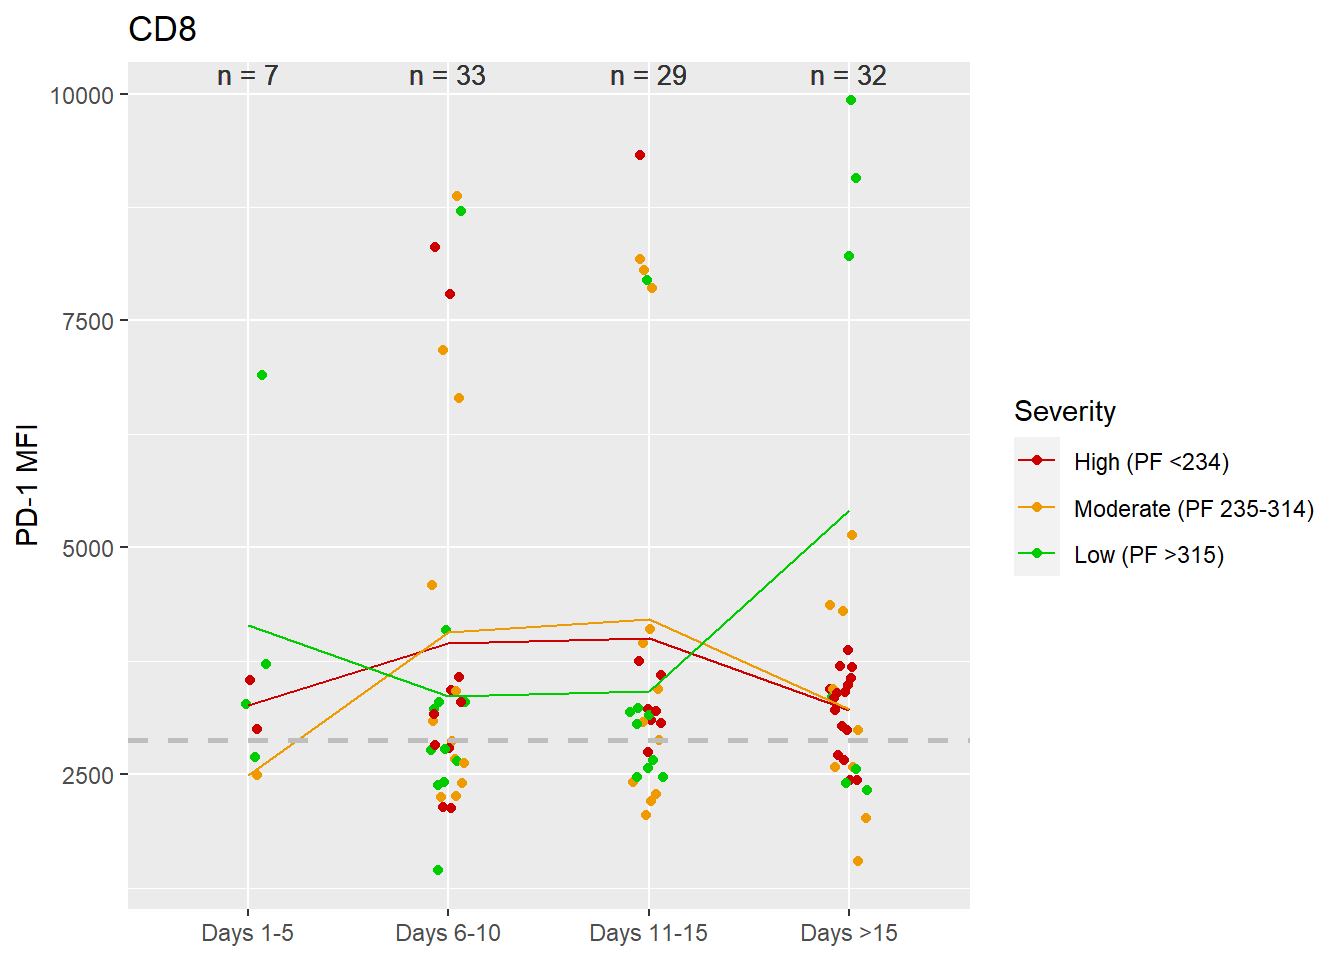 CD8
n = 7
n = 33
n = 29
n = 32
10000
7500
5000
2500
PD-1 MFI
Days 1-5
Days 6-10
Days 11-15
Days >15
Severity
High (PF <234)
Moderate (PF 235-314)
Low (PF >315)